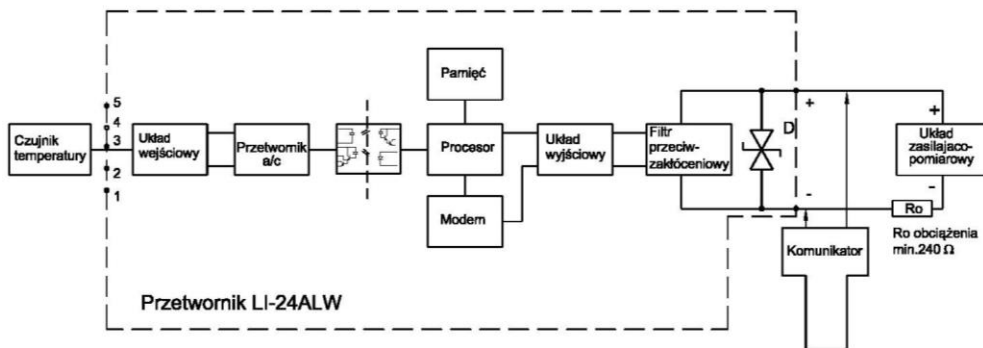 Pamięć
5
4
3
2
1
Czujnik
temperatury
Układ
wejściowy
Przetwornik
a/c
Procesor
Modem
Układ
wyjściowy
Filtr
przeciw-
zakłóceniowy
D
+
-
+
Układ
zasilająco-
pomiarowy
-
Ro
Ro obciążenia
min.240 Ω
Komunikator
Przetwornik LI-24ALW